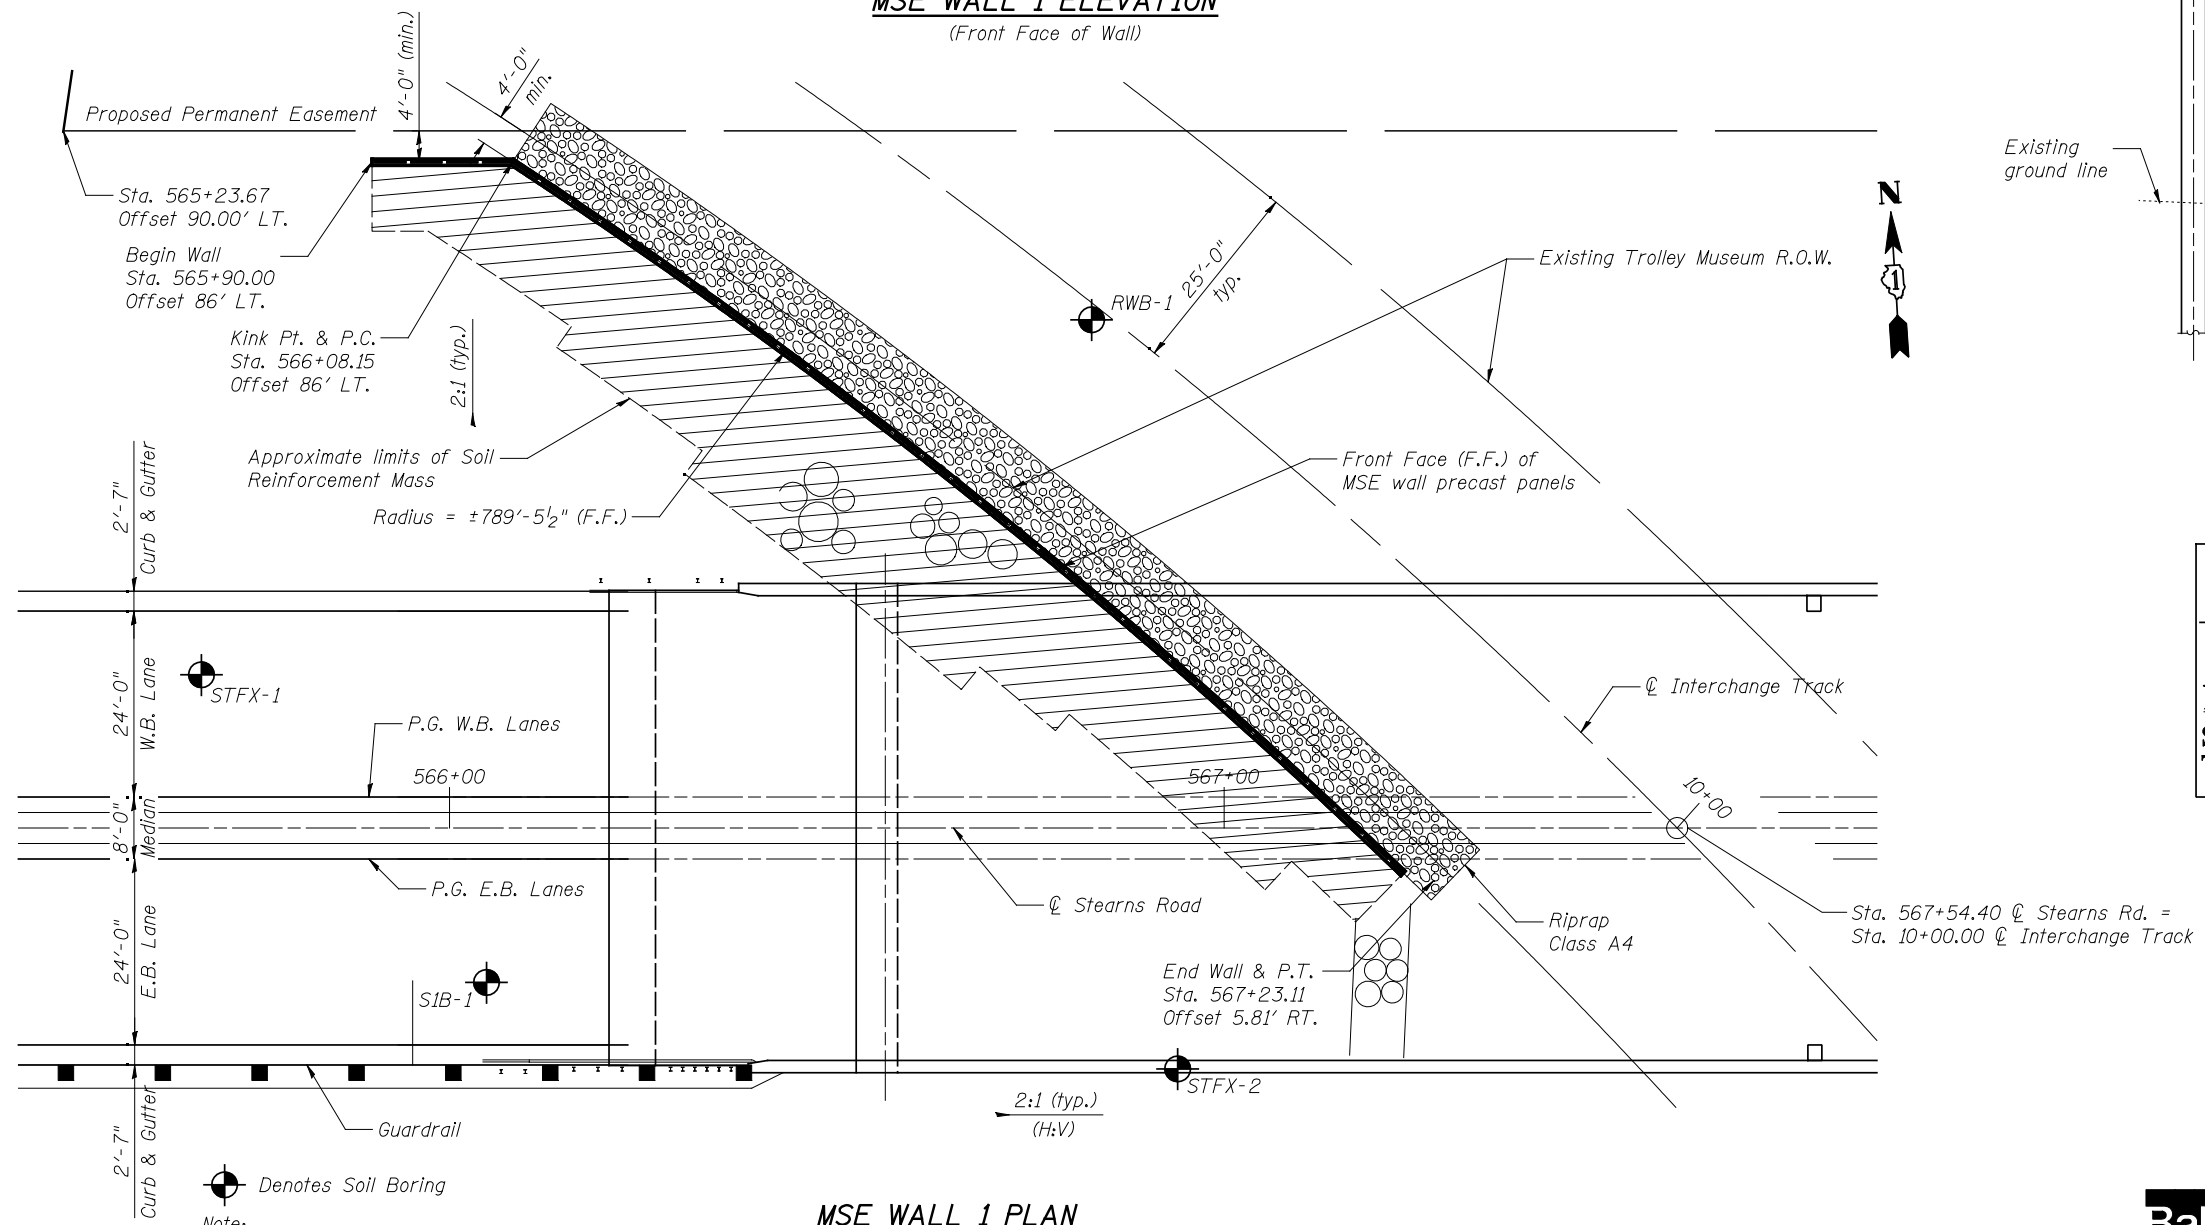 MSE WALL 1 ELEVATION
(Front Face of Wall)
4'-0" (min.)
4'-0"
min.
Proposed Permanent Easement
Sta. 565+23.67
Offset 90.00' LT.
Begin Wall
Sta. 565+90.00
Offset 86' LT.
Kink Pt. & P.C.
Sta. 566+08.15
Offset 86' LT.
2:1 (typ.)
Approximate limits of Soil
Reinforcement Mass
Radius = ±789'-5½" (F.F.)
RWB-1
25'-0"
typ.
Existing Trolley Museum R.O.W.
N
1
Existing
ground line
Front Face (F.F.) of
MSE wall precast panels
2'-7"
Curb & Gutter
24'-0"
W.B. Lane
STFX-1
P.G. W.B. Lanes
566+00
567+00
℄ Interchange Track
10+00
8'-0"
Median
P.G. E.B. Lanes
℄ Stearns Road
24'-0"
E.B. Lane
S1B-1
Riprap
Class A4
Sta. 567+54.40 ℄ Stearns Rd. =
Sta. 10+00.00 ℄ Interchange Track
End Wall & P.T.
Sta. 567+23.11
Offset 5.81' RT.
STFX-2
2:1 (typ.)
(H:V)
2'-7"
Curb & Gutter
Guardrail
Denotes Soil Boring
Note:
MSE WALL 1 PLAN